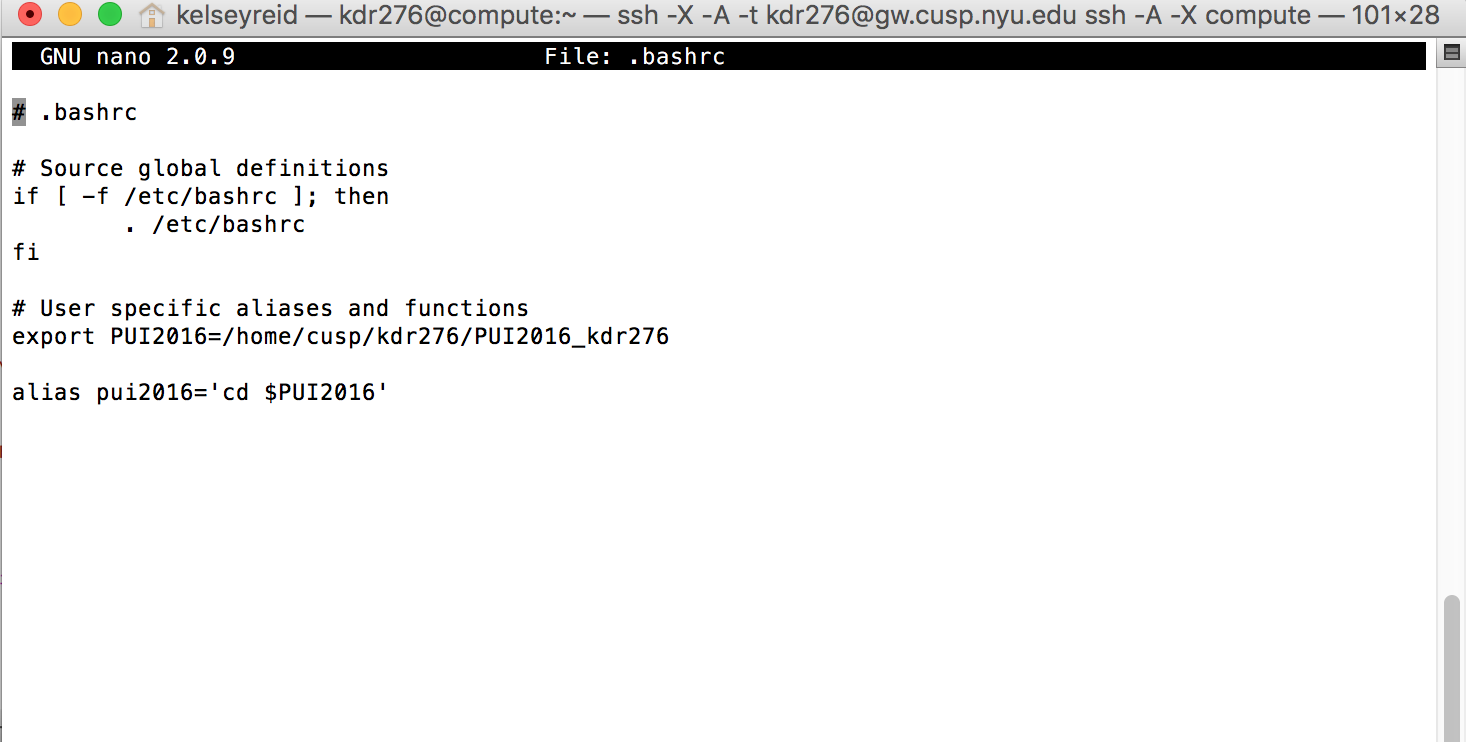 kelseyreid — kdr276@compute:~ — ssh -X -A -t kdr276@gw.cusp.nyu.edu ssh -A -X compute — 101×28
GNU nano 2.0.9 File: .bashrc
# .bashrc
# Source global definitions
if [ -f /etc/bashrc ]; then
        . /etc/bashrc
fi
# User specific aliases and functions
export PUI2016=/home/cusp/kdr276/PUI2016_kdr276
alias pui2016='cd $PUI2016'